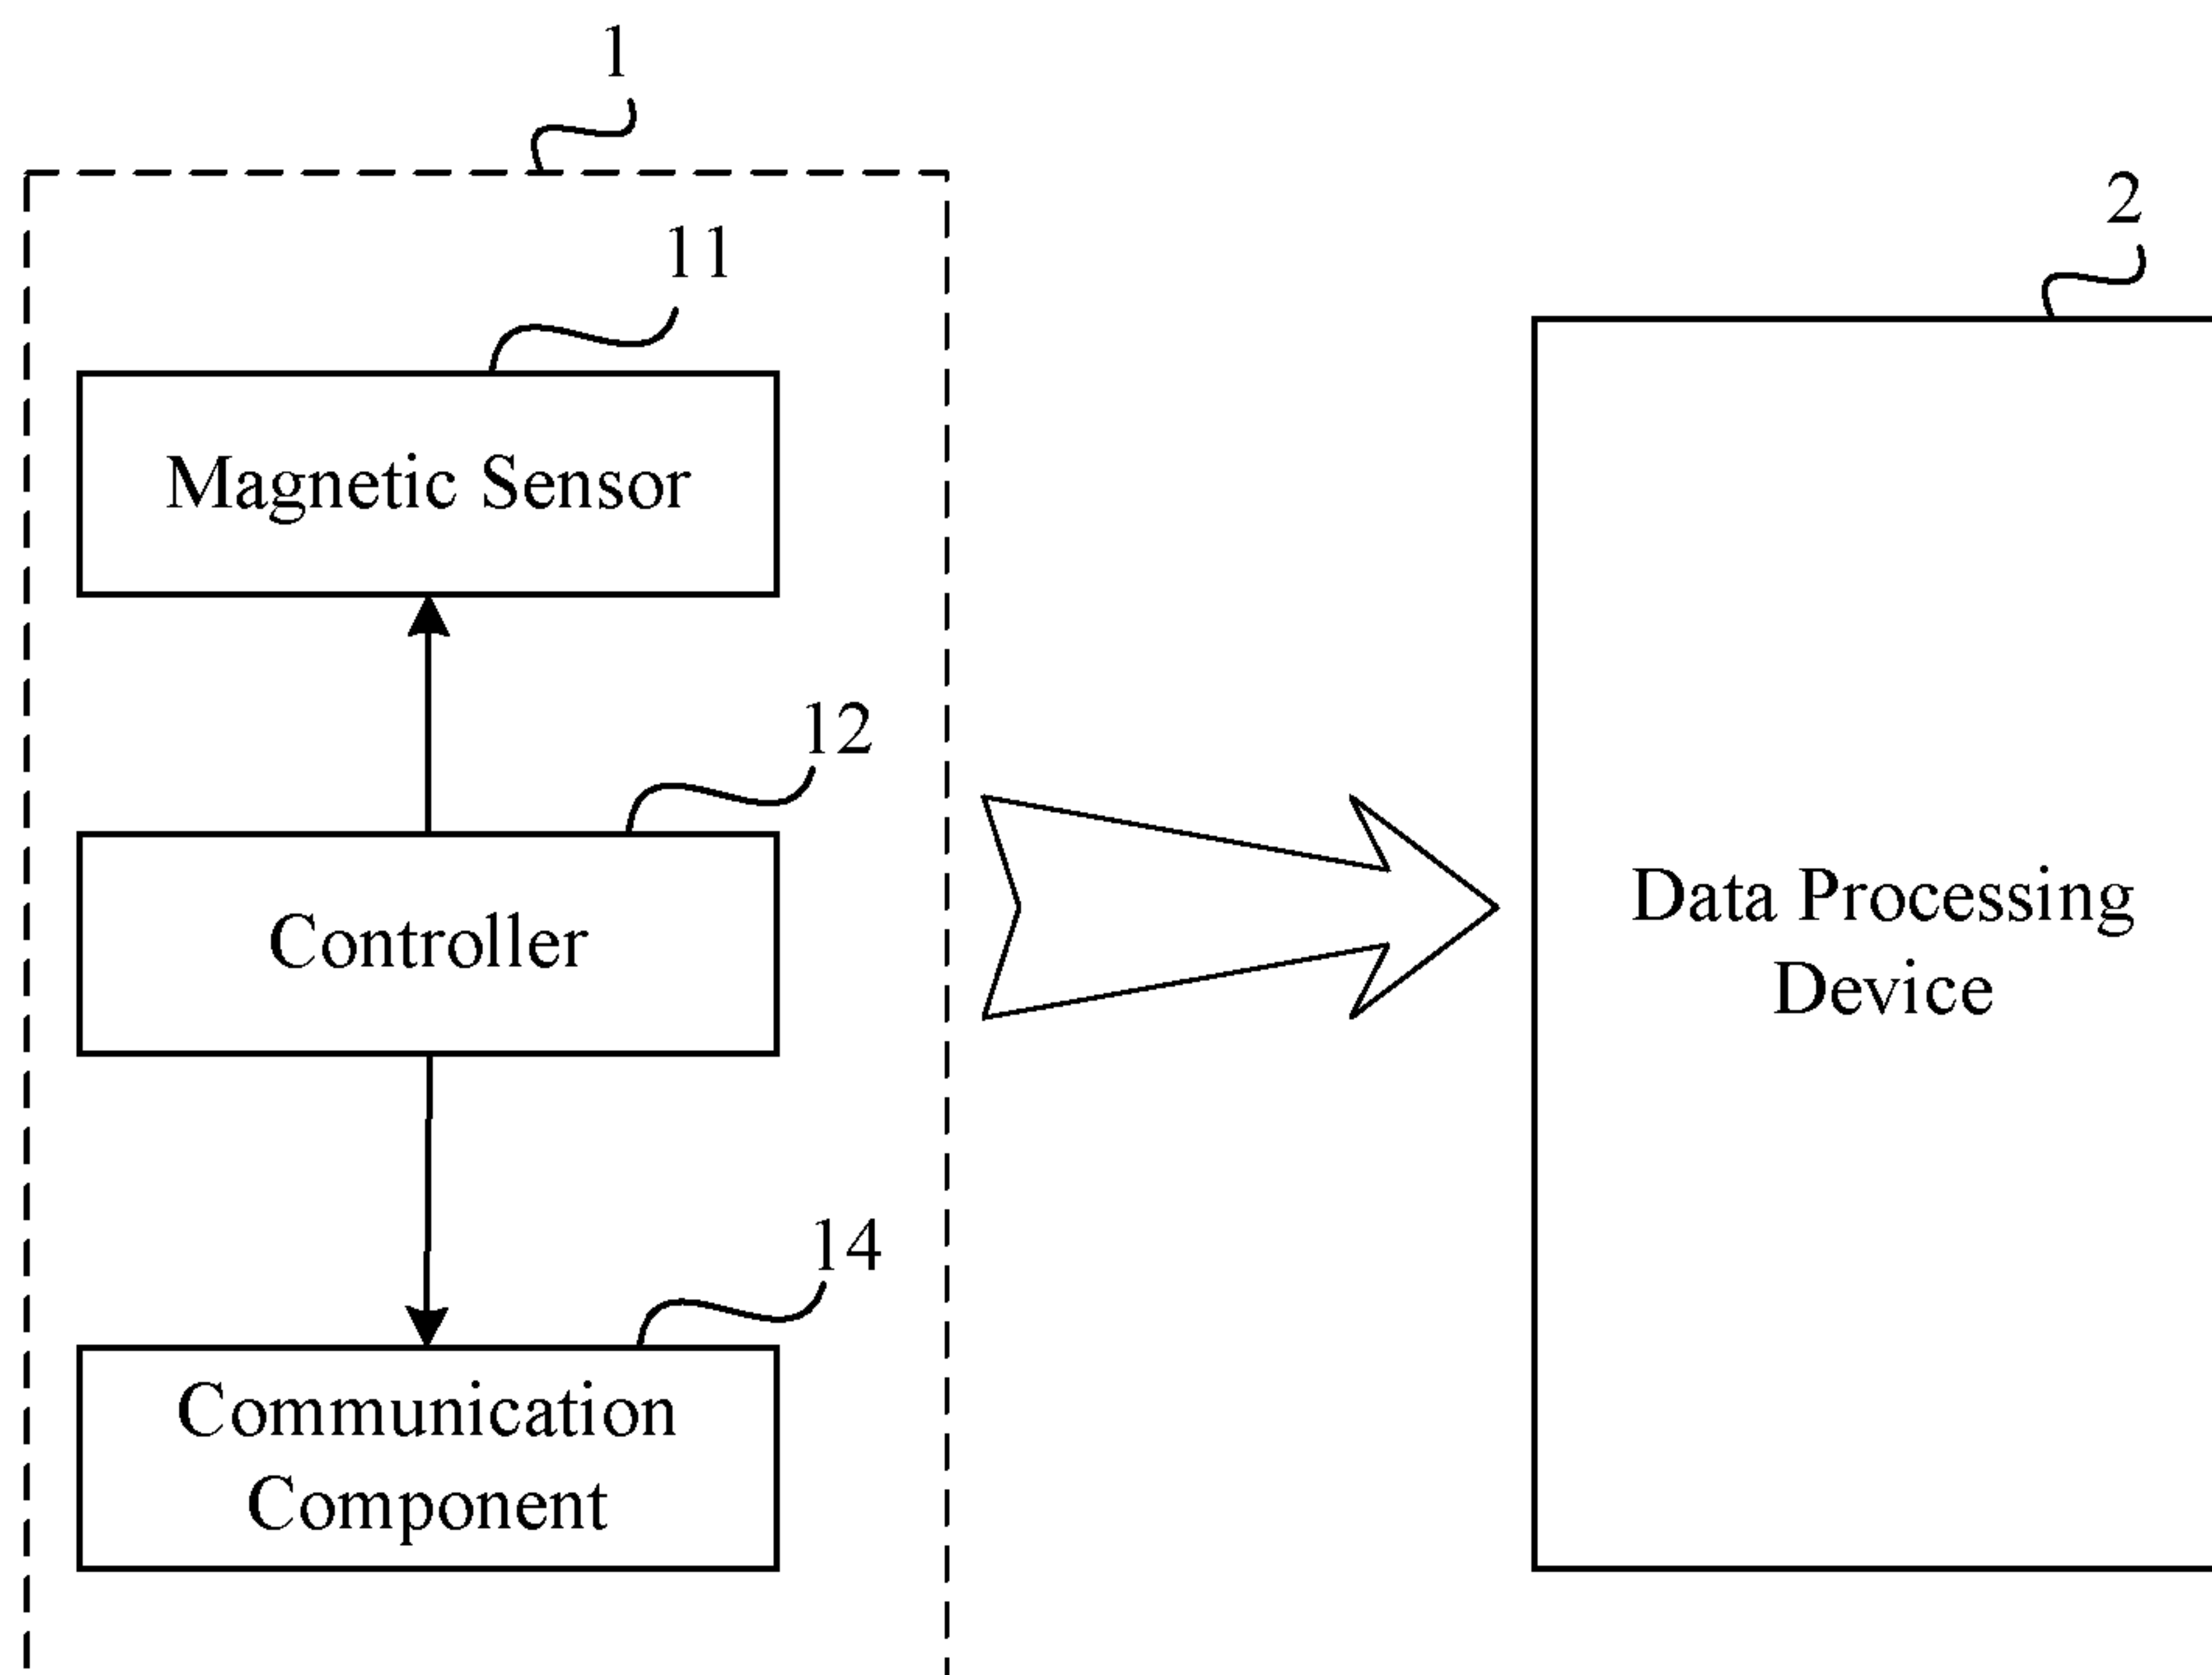 1
11
Magnetic Sensor
12
Controller
14
Communication
Component
2
Data Processing
Device